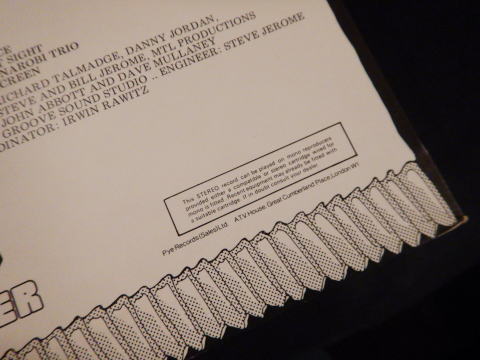 CE
SIGHT
NAROBI TRIO
CREEN
RICHARD TALMADGE, DANNY JORDAN,
STEVE AND BILL JEROME, MTL PRODUCTIONS
JOHN ABBOTT AND DAVE MULLANEY
GROOVE SOUND STUDIO .. ENGINEER: STEVE JEROME
DINATOR: IRWIN RAWITZ
This STEREO record can be played on mono reproducers
provided either a compatible or stereo cartridge wired for
mono is fitted. Recent equipment may already be fitted with
a suitable cartridge. If in doubt consult your dealer.
Pye Records (Sales) Ltd A.T.V. House, Great Cumberland Place, London W1
ER